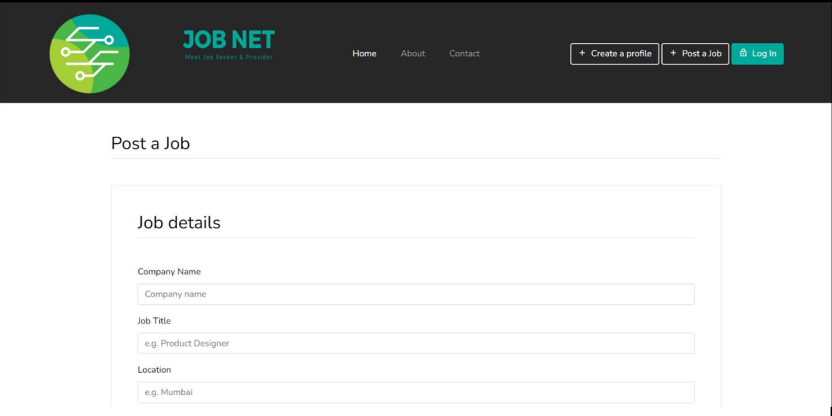 JOB NET
Meet Job Seeker & Provider
Home About Contact + Create a profile + Post a Job Log In
Post a Job
Job details
Company Name
Company name
Job Title
e.g. Product Designer
Location
e.g. Mumbai